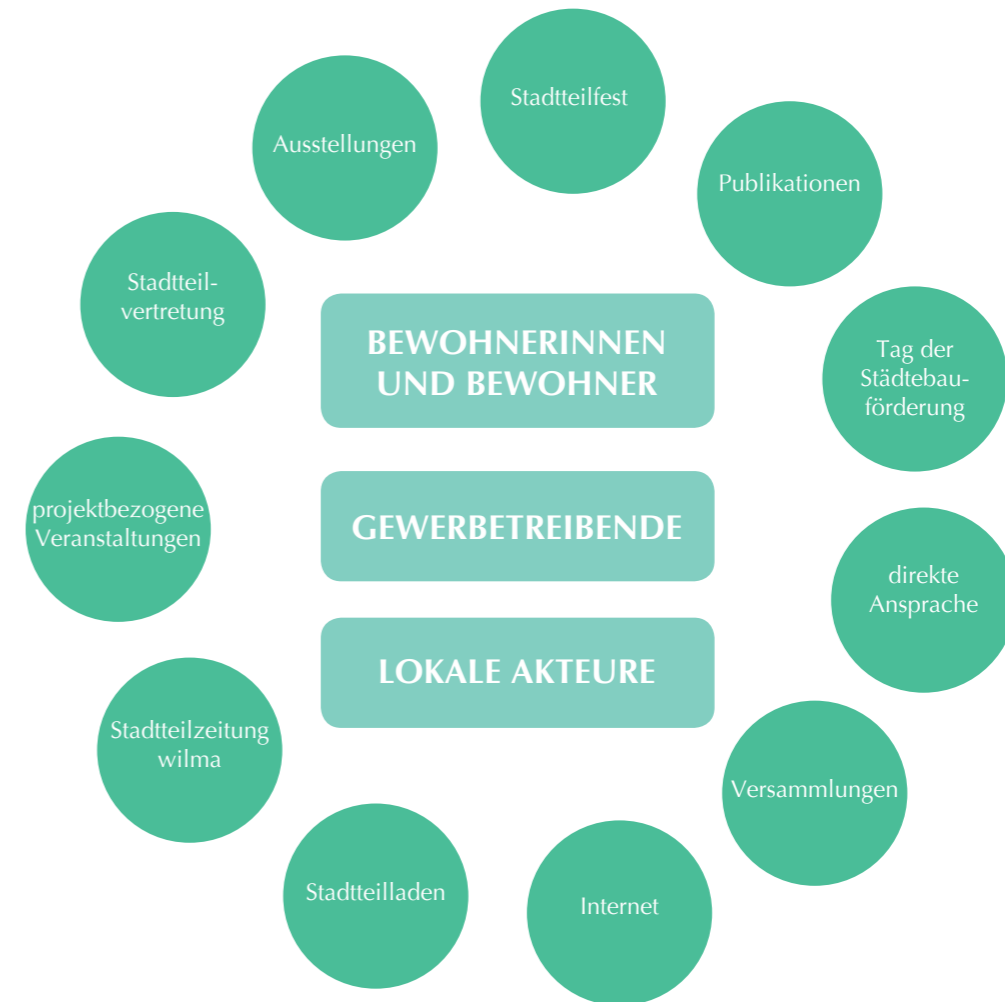 Stadtteilfest
Ausstellungen
Publikationen
Stadtteil-
vertretung
BEWOHNERINNEN
UND BEWOHNER
Tag der
Städtebau-
förderung
projektbezogene
Veranstaltungen
GEWERBETREIBENDE
direkte
Ansprache
LOKALE AKTEURE
Stadtteilzeitung
wilma
Versammlungen
Stadtteilladen
Internet